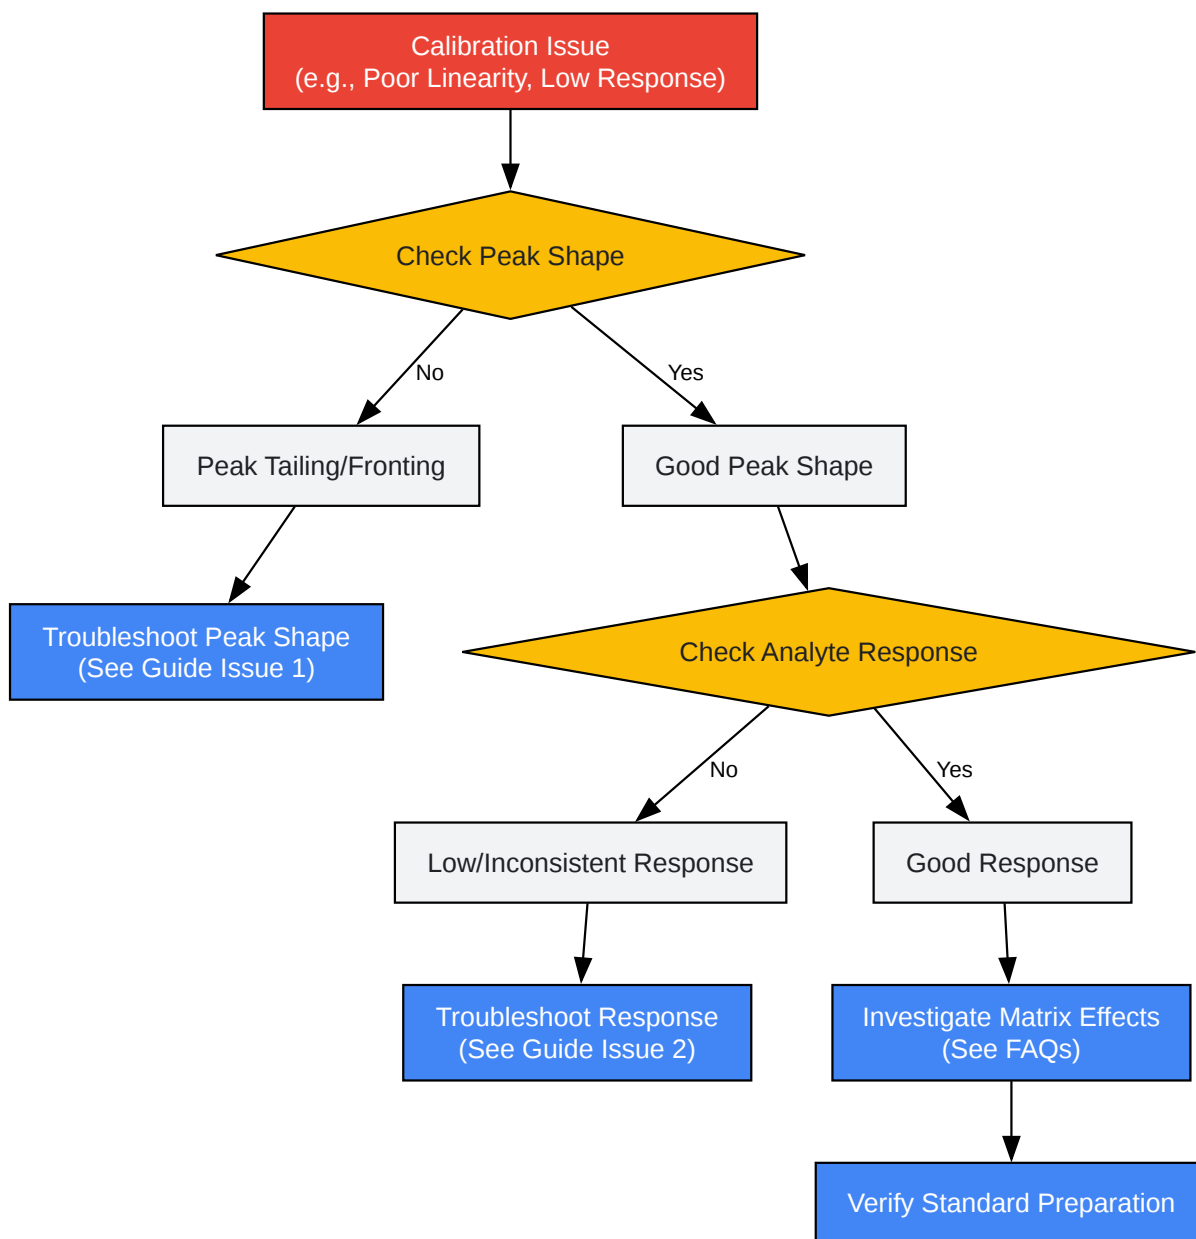 Calibration Issue
(e.g., Poor Linearity, Low Response)
Check Peak Shape
No
Yes
Peak Tailing/Fronting
Good Peak Shape
Troubleshoot Peak Shape
(See Guide Issue 1)
Check Analyte Response
No
Yes
Low/Inconsistent Response
Good Response
Troubleshoot Response
(See Guide Issue 2)
Investigate Matrix Effects
(See FAQs)
Verify Standard Preparation